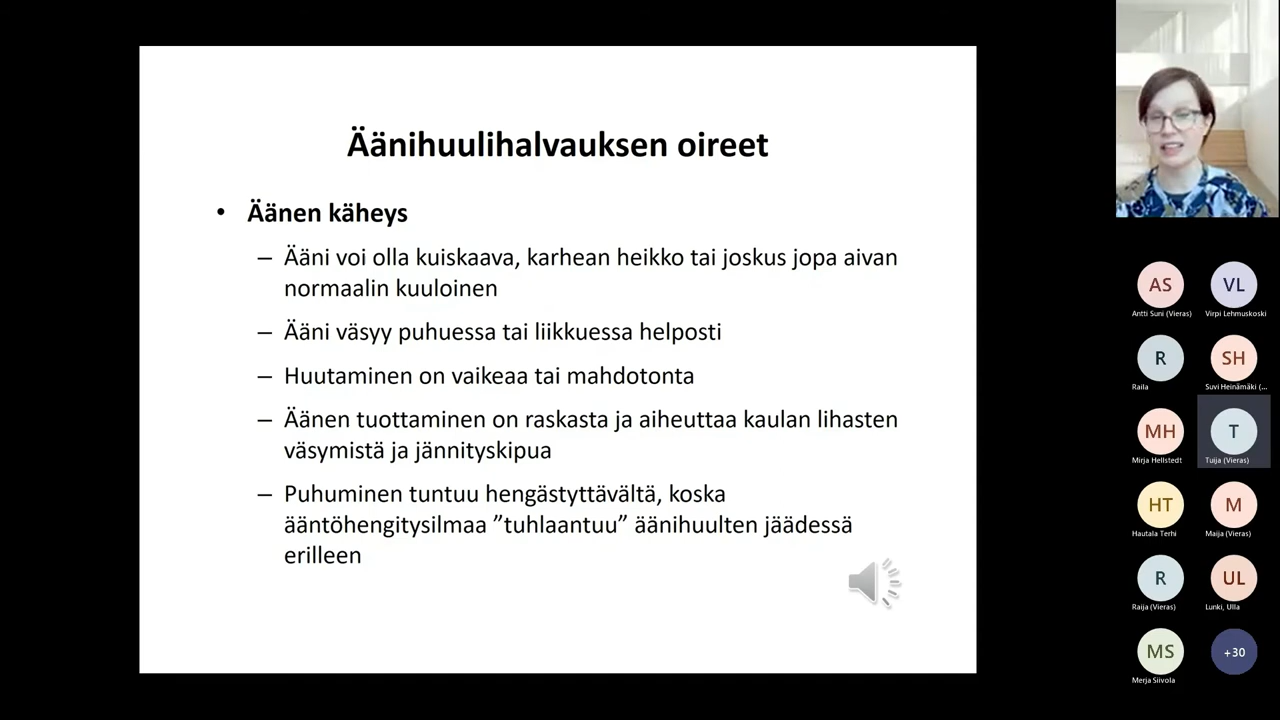 Äänihuulihalvauksen oireet
• Äänen käheys
– Ääni voi olla kuiskaava, karhean heikko tai joskus jopa aivan
normaalin kuuloinen
– Ääni väsyy puhuessa tai liikkuessa helposti
– Huutaminen on vaikeaa tai mahdotonta
– Äänen tuottaminen on raskasta ja aiheuttaa kaulan lihasten
väsymistä ja jännityskipua
– Puhuminen tuntuu hengästyttävältä, koska
ääntöhengitysilmaa ”tuhlaantuu” äänihuulten jäädessä
erilleen
AS
Antti Suni (Vieras)
VL
Virpi Lehmuskoski
R
Raila
SH
Suvi Heinämäki (...
MH
Mirja Hellstedt
T
Tuija (Vieras)
HT
Hautala Terhi
M
Maija (Vieras)
R
Raija (Vieras)
UL
Lunki, Ulla
MS
Merja Siivola
+30